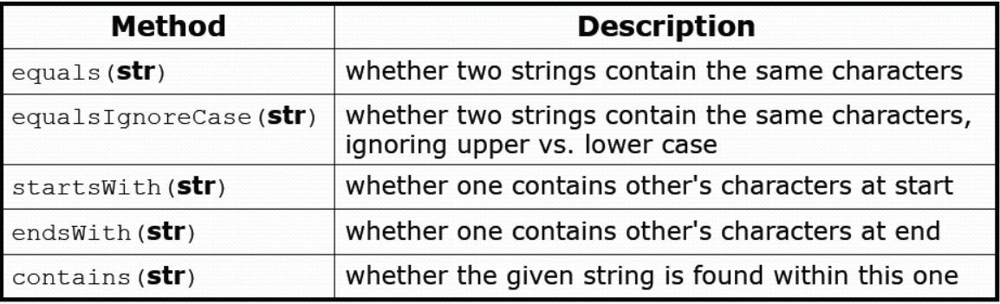 Method Description
equals(str) whether two strings contain the same characters
equalsIgnoreCase(str) whether two strings contain the same characters,
ignoring upper vs. lower case
startsWith(str) whether one contains other's characters at start
endsWith(str) whether one contains other's characters at end
contains(str) whether the given string is found within this one